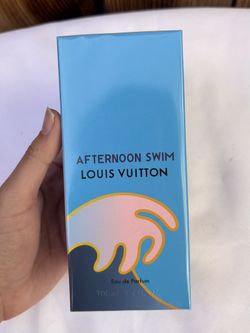 AFTERNOON SWIM
LOUIS VUITTON
Eau de Parfum